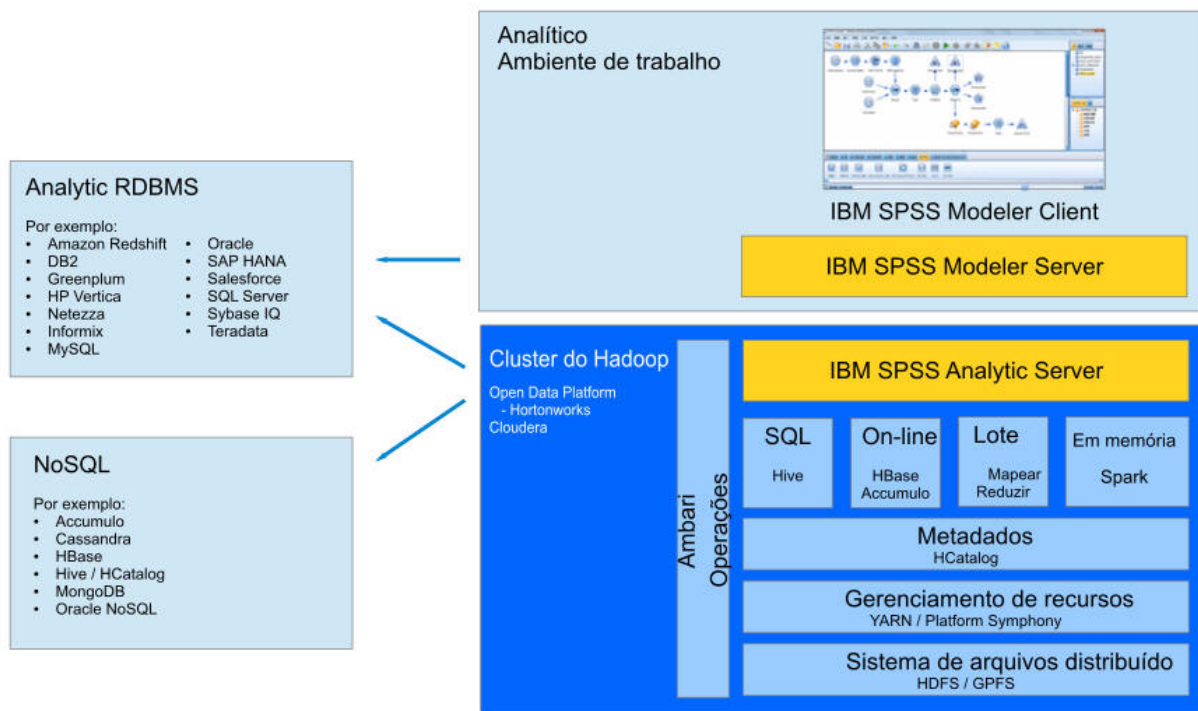 Analítico
Ambiente de trabalho
IBM SPSS Modeler Client
IBM SPSS Modeler Server
Analytic RDBMS
Por exemplo:
• Amazon Redshift
• DB2
• Greenplum
• HP Vertica
• Netezza
• Informix
• MySQL
• Oracle
• SAP HANA
• Salesforce
• SQL Server
• Sybase IQ
• Teradata
NoSQL
Por exemplo:
• Accumulo
• Cassandra
• HBase
• Hive / HCatalog
• MongoDB
• Oracle NoSQL
Cluster do Hadoop
Open Data Platform
- Hortonworks
Cloudera
Ambari
Operações
IBM SPSS Analytic Server
SQL
Hive
On-line
HBase
Accumulo
Lote
Mapear
Reduzir
Em memória
Spark
Metadados
HCatalog
Gerenciamento de recursos
YARN / Platform Symphony
Sistema de arquivos distribuído
HDFS / GPFS